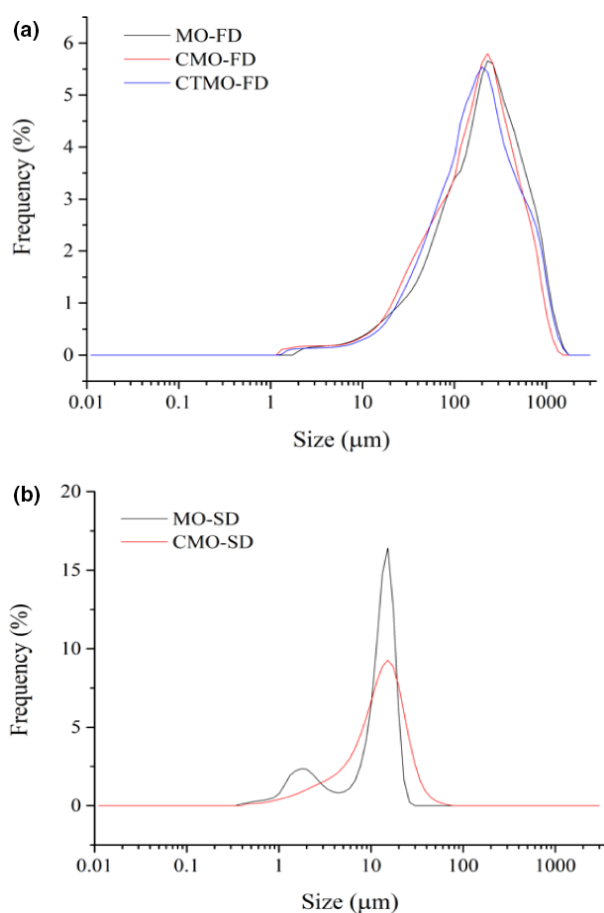 (a)
MO-FD
CMO-FD
CTMO-FD
6
5
4
3
2
1
0
Frequency (%)
0.01 0.1 1 10 100 1000
Size (μm)
(b)
MO-SD
CMO-SD
20
15
10
5
0
Frequency (%)
0.01 0.1 1 10 100 1000
Size (μm)